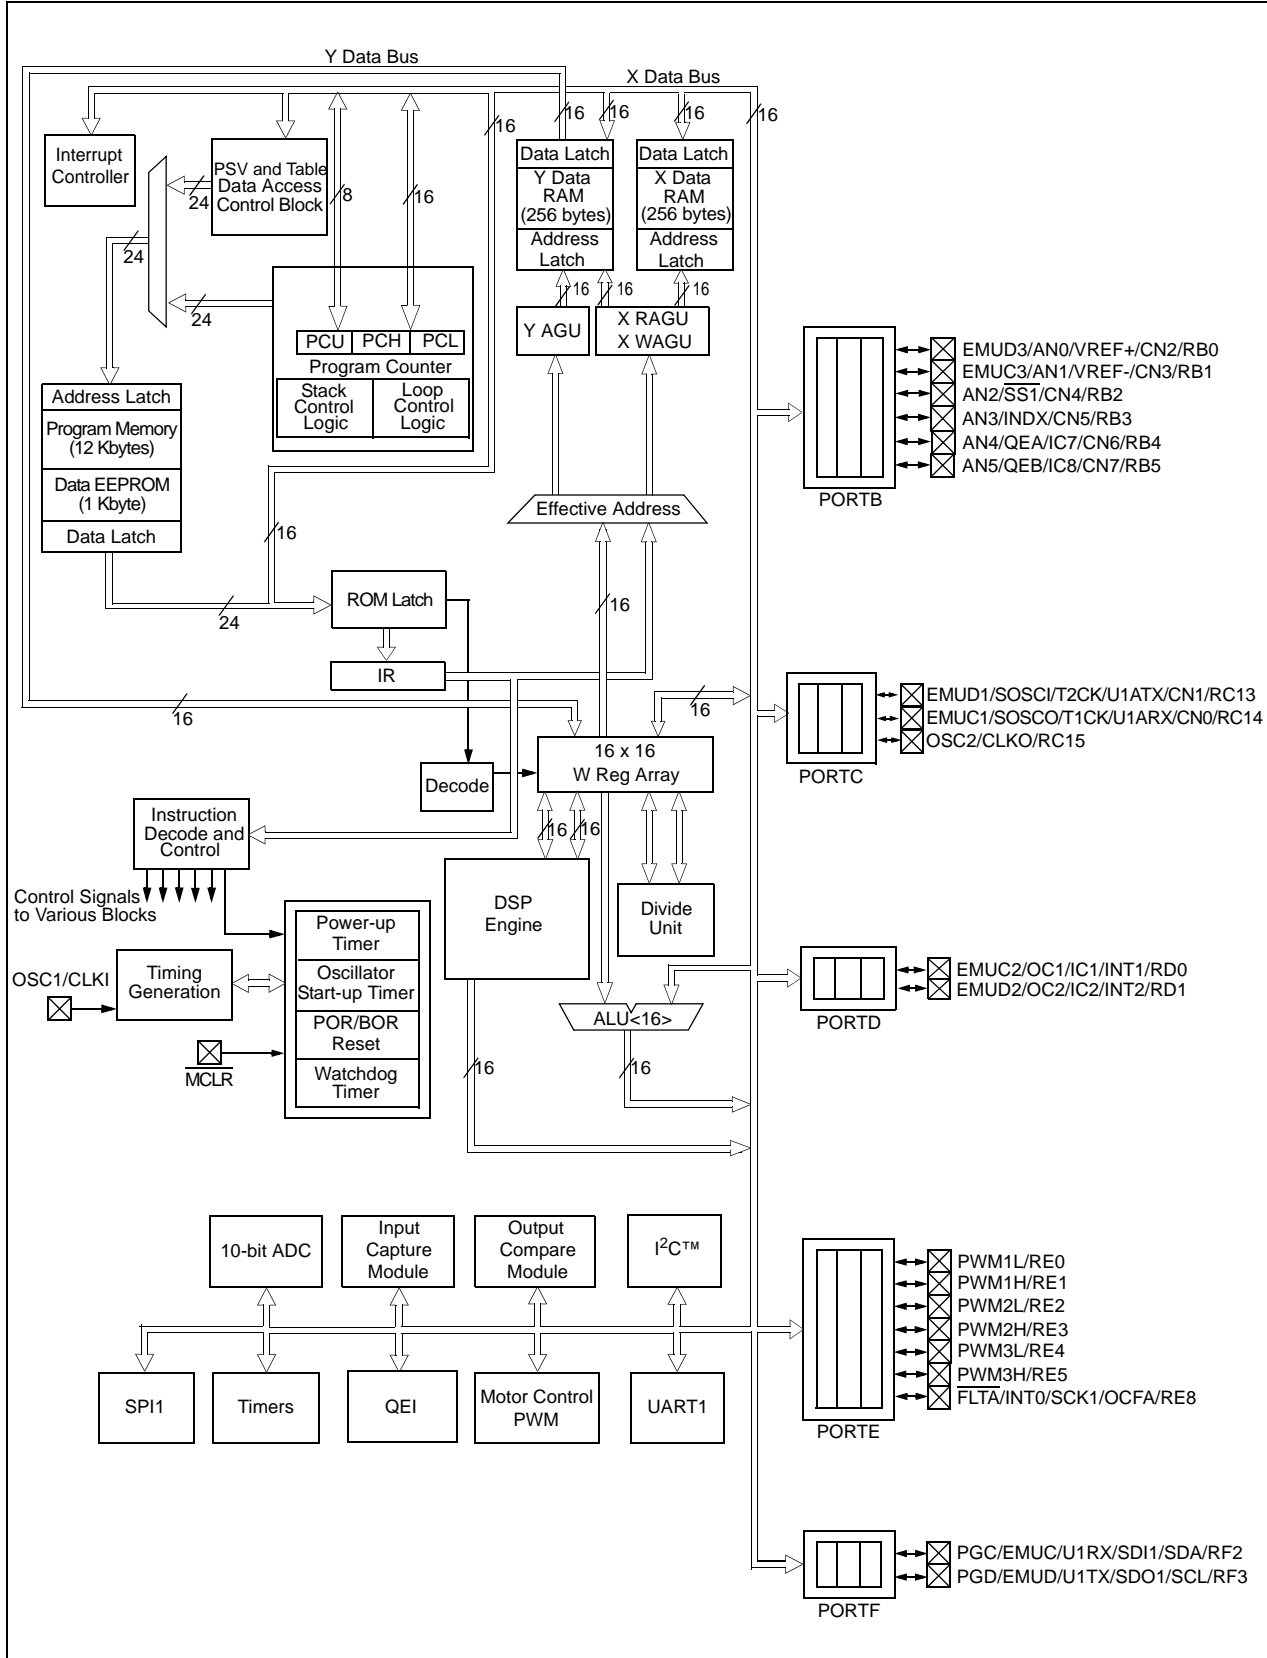 Y Data Bus
X Data Bus
16
16
16
16
16
Interrupt
Controller
PSV and Table
Data Access
Control Block
24
8
16
Data Latch
Y Data
RAM
(256 bytes)
Address
Latch
Data Latch
X Data
RAM
(256 bytes)
Address
Latch
24
24
16
16
16
Y AGU
X RAGU
X WAGU
PCU
PCH
PCL
Program Counter
Stack
Control
Logic
Loop
Control
Logic
Address Latch
Program Memory
(12 Kbytes)
Data EEPROM
(1 Kbyte)
Data Latch
Effective Address
16
24
ROM Latch
16
IR
16
16
16 x 16
W Reg Array
Decode
Instruction
Decode and
Control
16
16
Control Signals
to Various Blocks
DSP
Engine
Divide
Unit
Power-up
Timer
Oscillator
Start-up Timer
POR/BOR
Reset
Watchdog
Timer
OSC1/CLKI
Timing
Generation
MCLR
ALU<16>
16
16
10-bit ADC
Input
Capture
Module
Output
Compare
Module
I²C™
SPI1
Timers
QEI
Motor Control
PWM
UART1
EMUD3/AN0/VREF+/CN2/RB0
EMUC3/AN1/VREF-/CN3/RB1
AN2/SS1/CN4/RB2
AN3/INDX/CN5/RB3
AN4/QEA/IC7/CN6/RB4
AN5/QEB/IC8/CN7/RB5
PORTB
EMUD1/SOSCI/T2CK/U1ATX/CN1/RC13
EMUC1/SOSCO/T1CK/U1ARX/CN0/RC14
OSC2/CLKO/RC15
PORTC
EMUC2/OC1/IC1/INT1/RD0
EMUD2/OC2/IC2/INT2/RD1
PORTD
PWM1L/RE0
PWM1H/RE1
PWM2L/RE2
PWM2H/RE3
PWM3L/RE4
PWM3H/RE5
FLTA/INT0/SCK1/OCFA/RE8
PORTE
PGC/EMUC/U1RX/SDI1/SDA/RF2
PGD/EMUD/U1TX/SDO1/SCL/RF3
PORTF